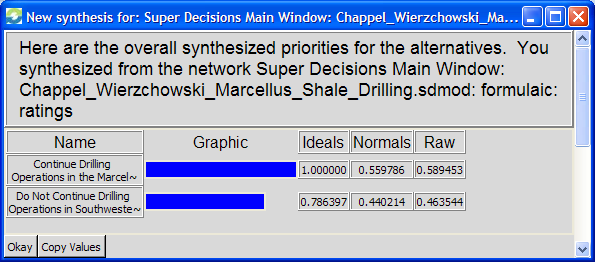 New synthesis for: Super Decisions Main Window: Chappel_Wierzchowski_Ma...
Here are the overall synthesized priorities for the alternatives.  You
synthesized from the network Super Decisions Main Window:
Chappel_Wierzchowski_Marcellus_Shale_Drilling.sdmod: formulaic:
ratings
Name Graphic Ideals Normals Raw
Continue Drilling
Operations in the Marcel~ 1.000000 0.559786 0.589453
Do Not Continue Drilling
Operations in Southweste~ 0.786397 0.440214 0.463544
Okay Copy Values